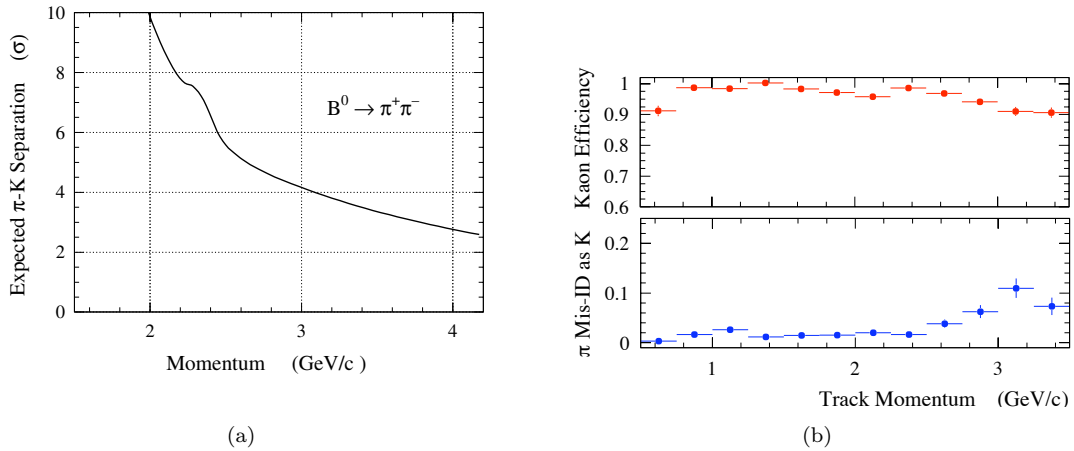 Expected π-K Separation (σ)
10
8
6
4
2
0
B⁰ → π⁺π⁻
2
3
4
Momentum (GeV/c )
(a)
Kaon Efficiency
1
0.9
0.8
0.7
0.6
π Mis-ID as K
0.2
0.1
0
1
2
3
Track Momentum (GeV/c)
(b)